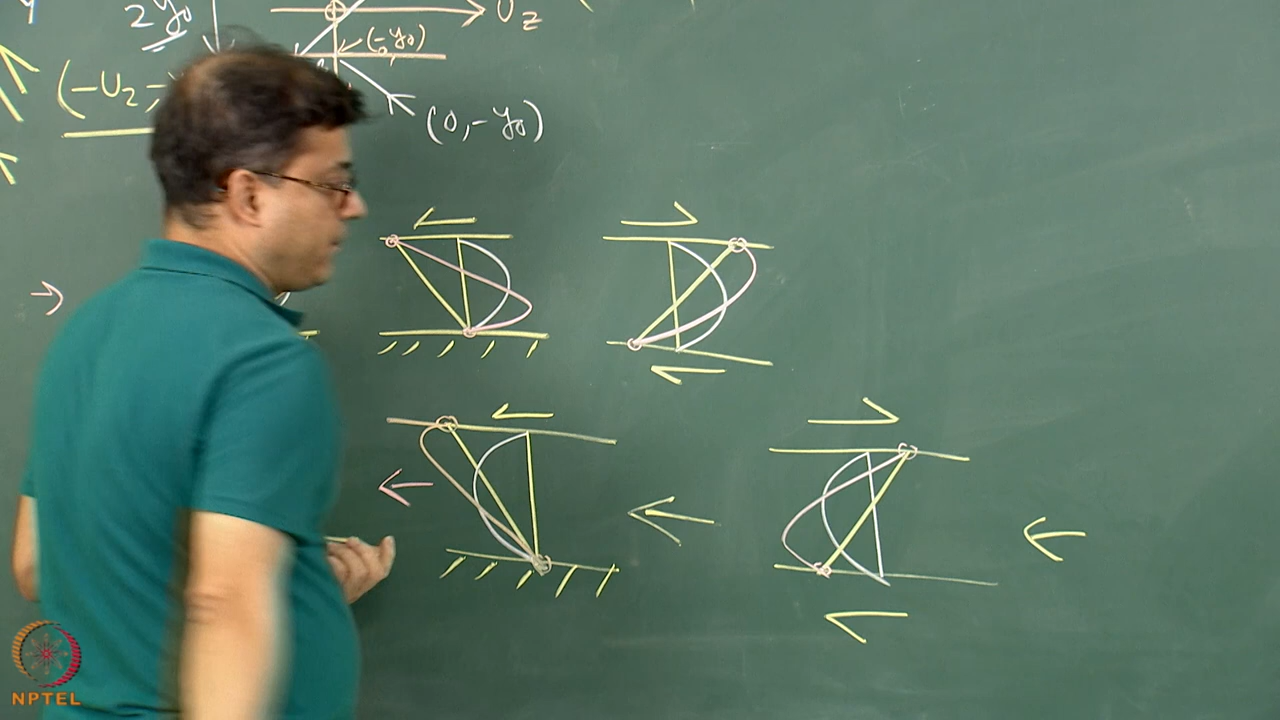 2y₀
U₂
(-y₀)
(-U₂,-
(0,-y₀)
NPTEL